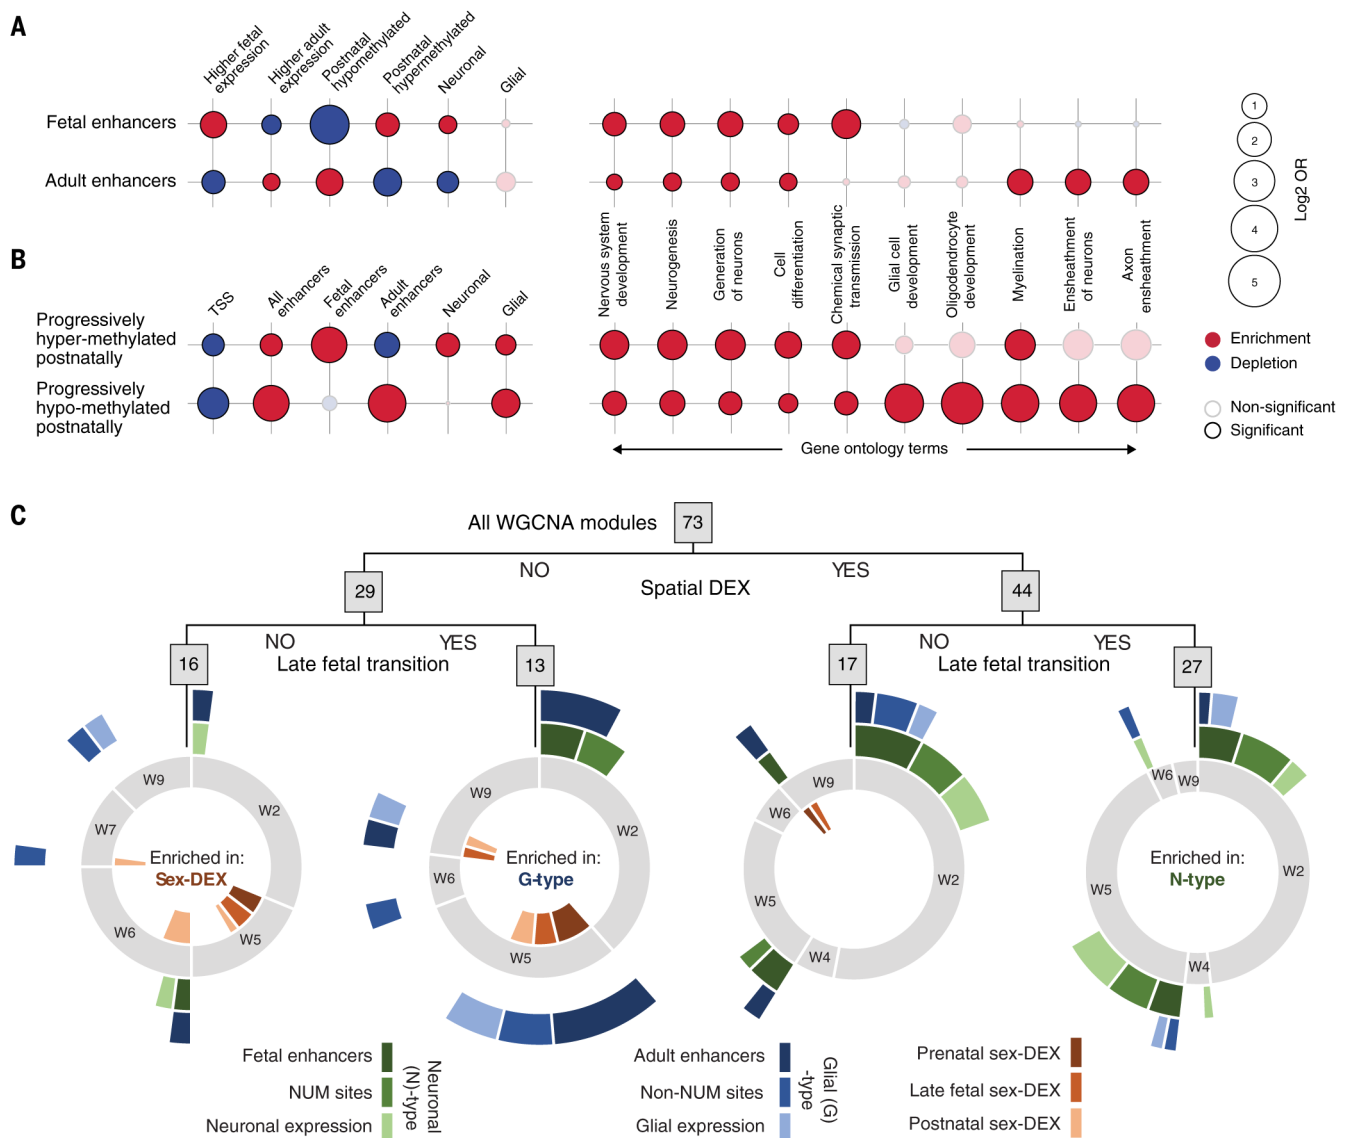 A
Higher fetal
expression
Higher adult
expression
Postnatal
hypomethylated
Postnatal
hypermethylated
Neuronal
Glial
Fetal enhancers
Adult enhancers
1
2
3
4
5
Log2 OR
Nervous system
development
Neurogenesis
Generation
of neurons
Cell
differentiation
Chemical synaptic
transmission
Glial cell
development
Oligodendrocyte
development
Myelination
Ensheathment
of neurons
Axon
ensheathment
B
TSS
All
enhancers
Fetal
enhancers
Adult
enhancers
Neuronal
Glial
Progressively
hyper-methylated
postnatally
Progressively
hypo-methylated
postnatally
Enrichment
Depletion
Non-significant
Significant
Gene ontology terms
C
All WGCNA modules 73
NO YES
Spatial DEX
29 44
NO YES
Late fetal transition
NO YES
Late fetal transition
16 13 17 27
W9
W2
W7
W6
W5
Enriched in:
Sex-DEX
W9
W2
W6
W5
Enriched in:
G-type
W9
W6
W5
W4
W2
W6
W9
W5
W2
W4
Enriched in:
N-type
Fetal enhancers
NUM sites
Neuronal expression
Neuronal
(N)-type
Adult enhancers
Non-NUM sites
Glial expression
Glial (G)
-type
Prenatal sex-DEX
Late fetal sex-DEX
Postnatal sex-DEX